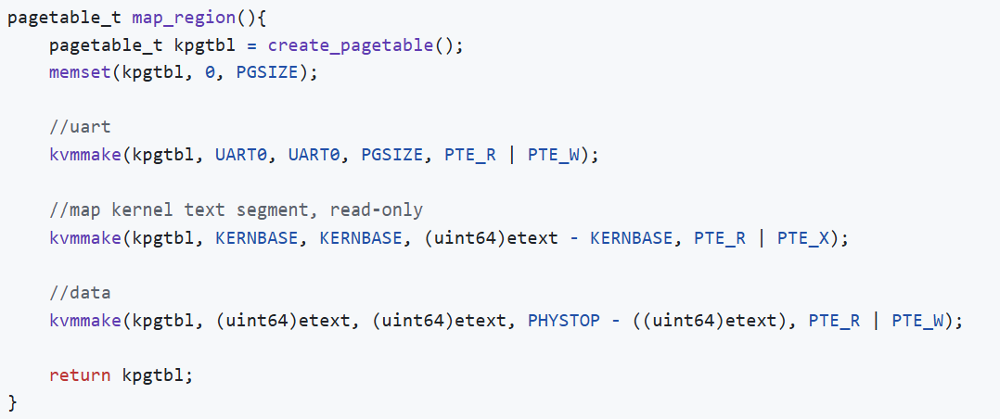 pagetable_t map_region(){
    pagetable_t kpgtbl = create_pagetable();
    memset(kpgtbl, 0, PGSIZE);

    //uart
    kvmmake(kpgtbl, UART0, UART0, PGSIZE, PTE_R | PTE_W);

    //map kernel text segment, read-only
    kvmmake(kpgtbl, KERNBASE, KERNBASE, (uint64)etext - KERNBASE, PTE_R | PTE_X);

    //data
    kvmmake(kpgtbl, (uint64)etext, (uint64)etext, PHYSTOP - ((uint64)etext), PTE_R | PTE_W);

    return kpgtbl;
}